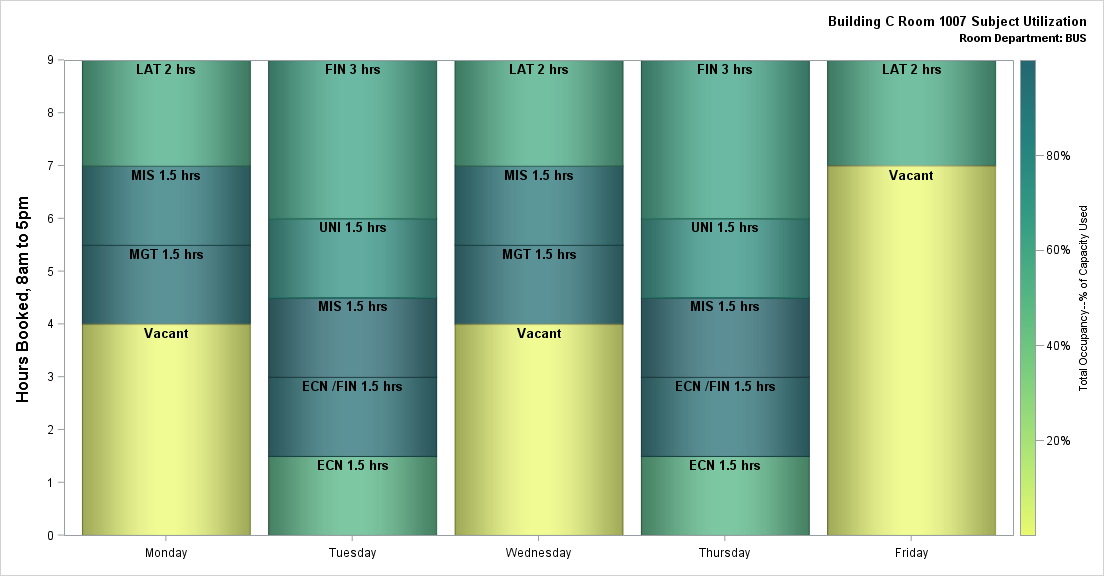 Building C Room 1007 Subject Utilization
Room Department: BUS
Hours Booked, 8am to 5pm
9
8
7
6
5
4
3
2
1
0
LAT 2 hrs
MIS 1.5 hrs
MGT 1.5 hrs
Vacant
FIN 3 hrs
UNI 1.5 hrs
MIS 1.5 hrs
ECN /FIN 1.5 hrs
ECN 1.5 hrs
LAT 2 hrs
MIS 1.5 hrs
MGT 1.5 hrs
Vacant
FIN 3 hrs
UNI 1.5 hrs
MIS 1.5 hrs
ECN /FIN 1.5 hrs
ECN 1.5 hrs
LAT 2 hrs
Vacant
Monday
Tuesday
Wednesday
Thursday
Friday
80%
60%
40%
20%
Total Occupancy--% of Capacity Used